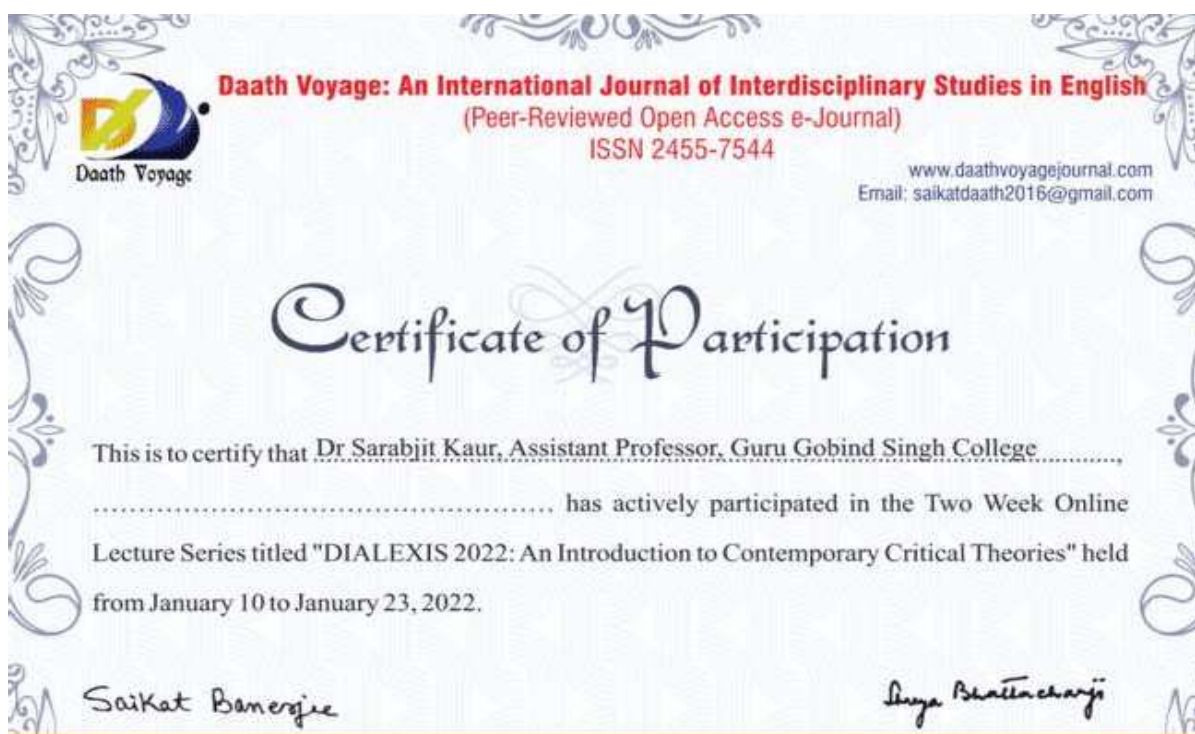 Daath Voyage: An International Journal of Interdisciplinary Studies in English
(Peer-Reviewed Open Access e-Journal)
ISSN 2455-7544
Daath Voyage
www.daathvoyagejournal.com
Email: saikatdaath2016@gmail.com
Certificate of Participation
This is to certify that Dr Sarabjit Kaur, Assistant Professor, Guru Gobind Singh College,
has actively participated in the Two Week Online
Lecture Series titled "DIALEXIS 2022: An Introduction to Contemporary Critical Theories" held
from January 10 to January 23, 2022.
Saikat Banerjee
Bhattacharji